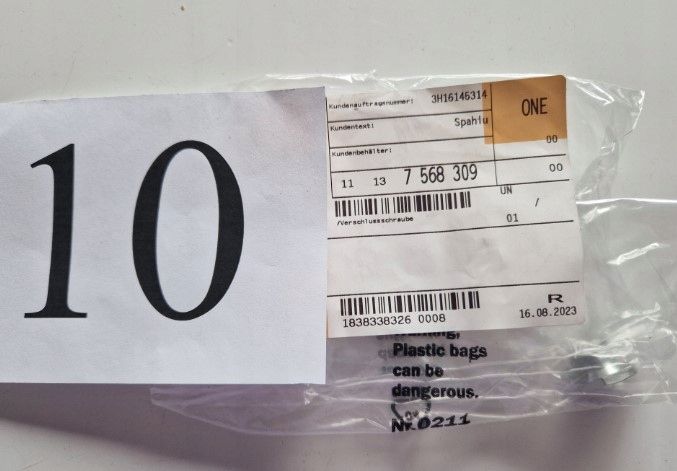 10
Kundenauftragsnummer: 3H16145314
ONE
Kundentext: Spahiu
Kundenbehälter:
00
11 13 7 568 309
00
UN
/
01
/Verschlussschraube
R
1838338326 0008
16.08.2023
Plastic bags
can be
dangerous.
Nr.0211